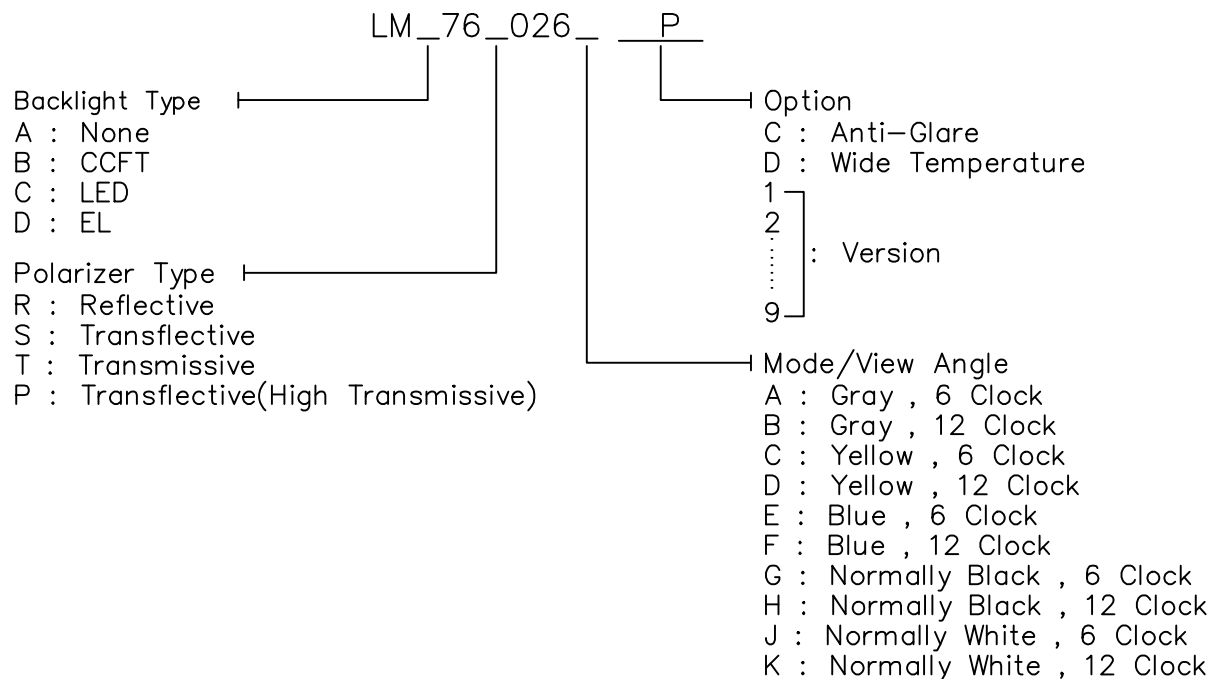 LM_76_026_ P
Backlight Type
A : None
B : CCFT
C : LED
D : EL
Polarizer Type
R : Reflective
S : Transflective
T : Transmissive
P : Transflective(High Transmissive)
Option
C : Anti-Glare
D : Wide Temperature
1
2
: Version
9
Mode/View Angle
A : Gray , 6 Clock
B : Gray , 12 Clock
C : Yellow , 6 Clock
D : Yellow , 12 Clock
E : Blue , 6 Clock
F : Blue , 12 Clock
G : Normally Black , 6 Clock
H : Normally Black , 12 Clock
J : Normally White , 6 Clock
K : Normally White , 12 Clock